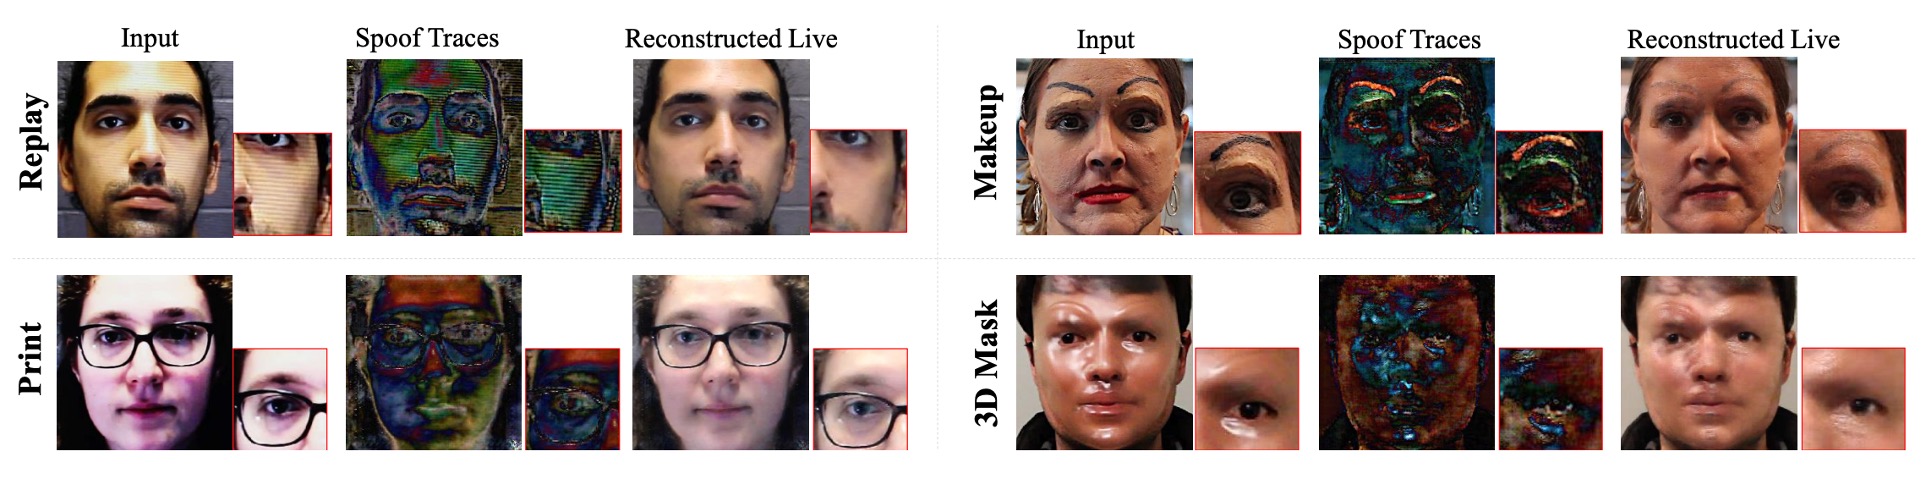 Input Spoof Traces Reconstructed Live
Replay
Print
Input Spoof Traces Reconstructed Live
Makeup
3D Mask